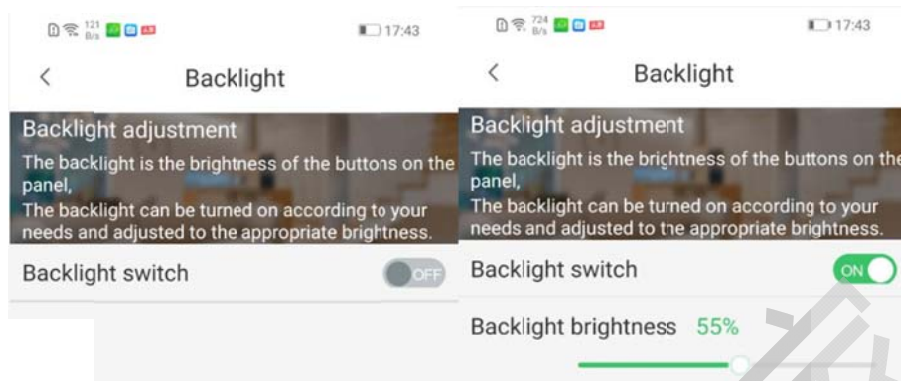 121
B/s
17:43
Backlight
Backlight adjustment
The backlight is the brightness of the buttons on the
panel,
The backlight can be turned on according to your
needs and adjusted to the appropriate brightness.
Backlight switch
OFF
724
B/s
17:43
Backlight
Backlight adjustment
The backlight is the brightness of the buttons on the
panel,
The backlight can be turned on according to your
needs and adjusted to the appropriate brightness.
Backlight switch
ON
Backlight brightness 55%